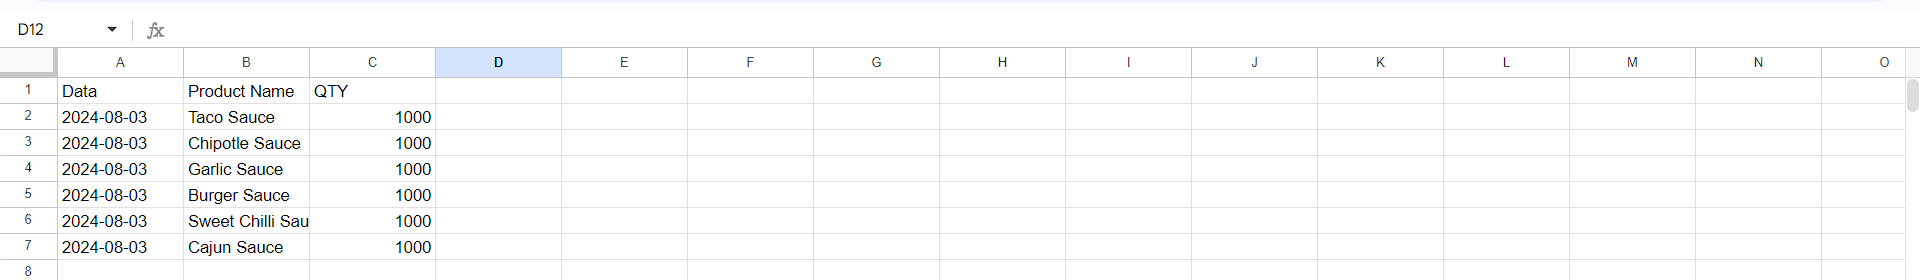 D12 fx
A B C D E F G H I J K L M N O
1 Data Product Name QTY
2 2024-08-03 Taco Sauce 1000
3 2024-08-03 Chipotle Sauce 1000
4 2024-08-03 Garlic Sauce 1000
5 2024-08-03 Burger Sauce 1000
6 2024-08-03 Sweet Chilli Sau 1000
7 2024-08-03 Cajun Sauce 1000
8